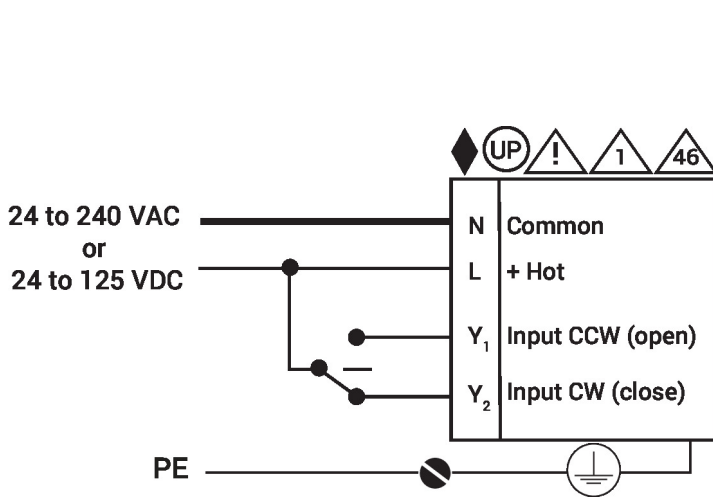 UP ! 1 46
24 to 240 VAC
or
24 to 125 VDC
N Common
L + Hot
Y1 Input CCW (open)
Y2 Input CW (close)
PE